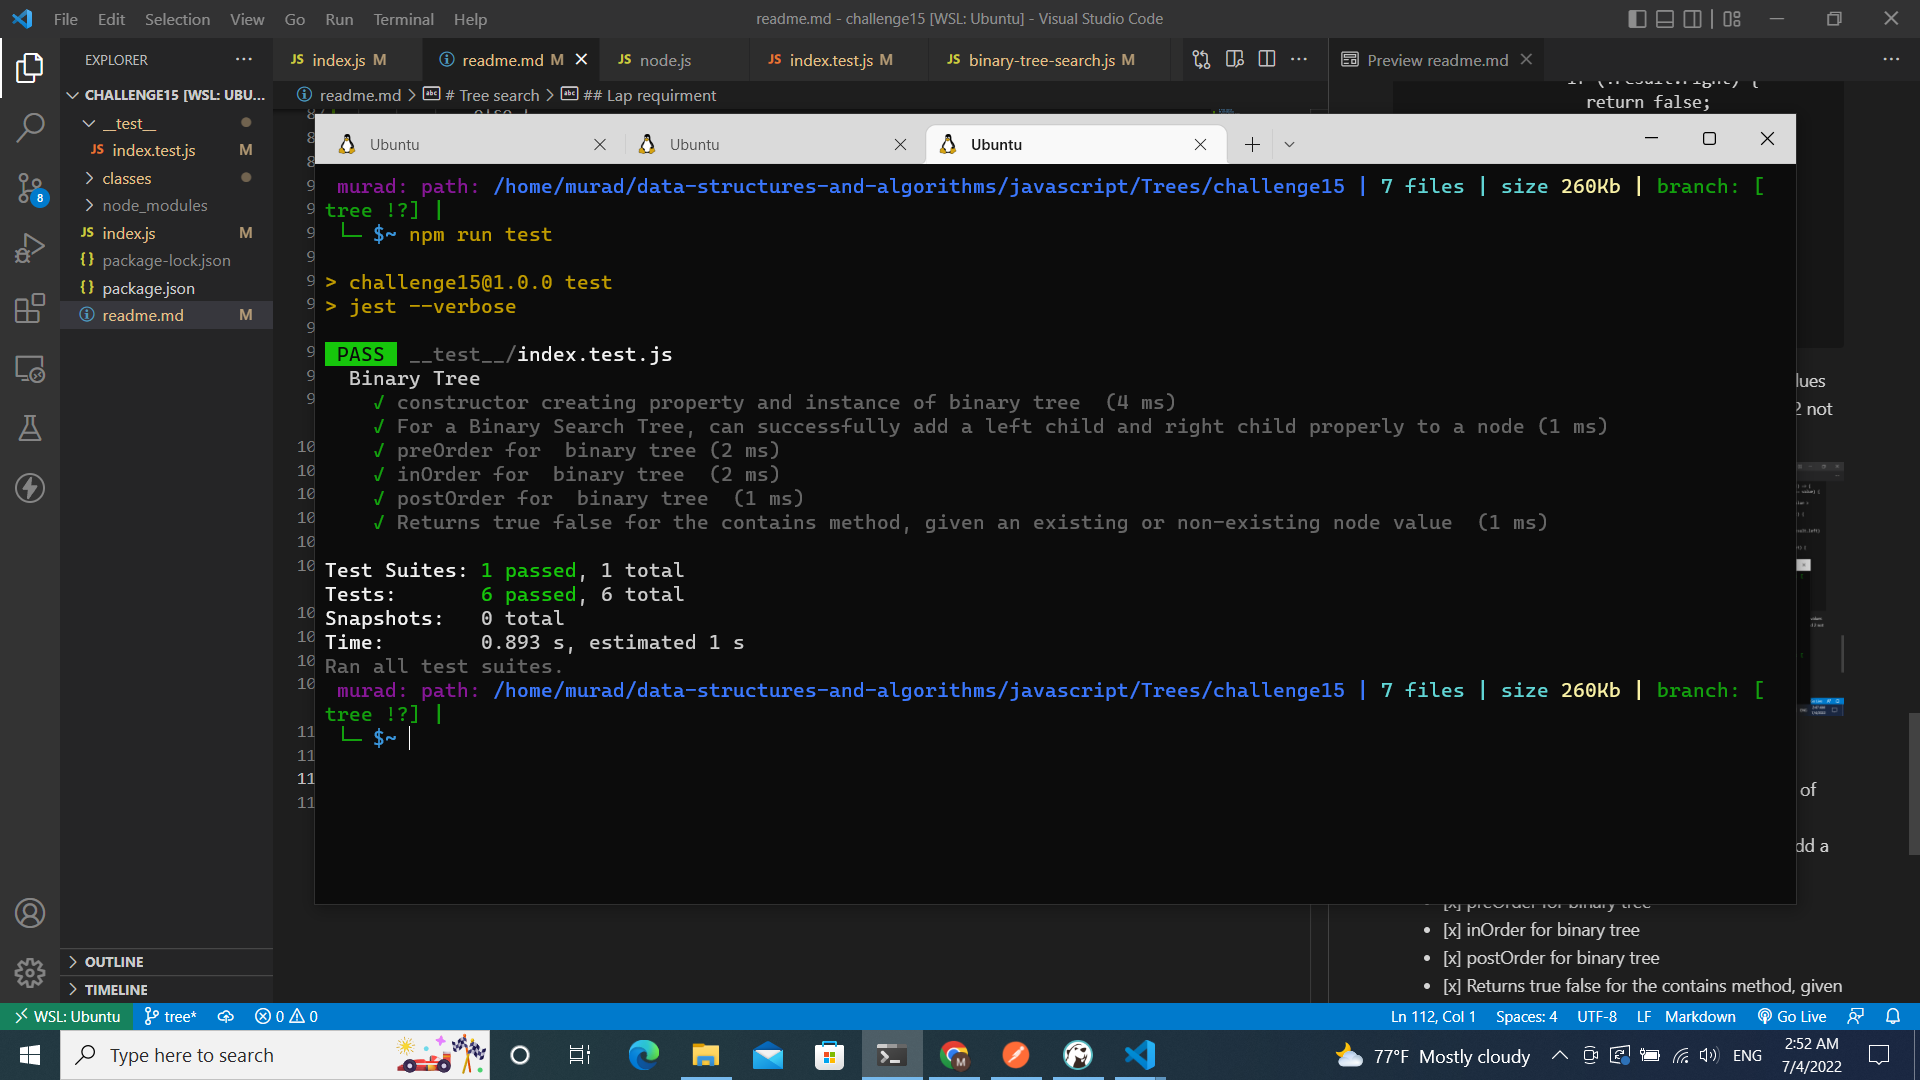 File Edit Selection View Go Run Terminal Help
readme.md - challenge15 [WSL: Ubuntu] - Visual Studio Code
EXPLORER
CHALLENGE15 [WSL: UBU...
__test__
JS index.test.js M
classes
node_modules
JS index.js M
{} package-lock.json
{} package.json
readme.md M
OUTLINE
TIMELINE
8
JS index.js M
readme.md M
JS node.js
JS index.test.js M
JS binary-tree-search.js M
Preview readme.md
readme.md > # Tree search > ## Lap requirment
return false;
Ubuntu
Ubuntu
Ubuntu
murad: path: /home/murad/data-structures-and-algorithms/javascript/Trees/challenge15 | 7 files | size 260Kb | branch: [
tree !?] |
└─ $~ npm run test
> challenge15@1.0.0 test
> jest --verbose
PASS __test__/index.test.js
Binary Tree
√ constructor creating property and instance of binary tree (4 ms)
√ For a Binary Search Tree, can successfully add a left child and right child properly to a node (1 ms)
√ preOrder for binary tree (2 ms)
√ inOrder for binary tree (2 ms)
√ postOrder for binary tree (1 ms)
√ Returns true false for the contains method, given an existing or non-existing node value (1 ms)
Test Suites: 1 passed, 1 total
Tests: 6 passed, 6 total
Snapshots: 0 total
Time: 0.893 s, estimated 1 s
Ran all test suites.
murad: path: /home/murad/data-structures-and-algorithms/javascript/Trees/challenge15 | 7 files | size 260Kb | branch: [
tree !?] |
└─ $~
lues
2 not
of
dd a
[x] preOrder for binary tree
[x] inOrder for binary tree
[x] postOrder for binary tree
[x] Returns true false for the contains method, given
WSL: Ubuntu tree* 0 0
Ln 112, Col 1 Spaces: 4 UTF-8 LF Markdown Go Live
Type here to search
77°F Mostly cloudy
ENG
2:52 AM
7/4/2022